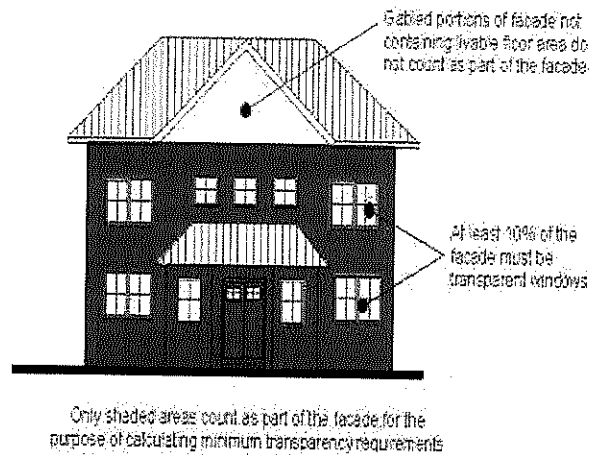 Gabled portions of facade not
containing livable floor area do
not count as part of the facade
At least 10% of the
facade must be
transparent windows
Only shaded areas count as part of the facade for the
purpose of calculating minimum transparency requirements